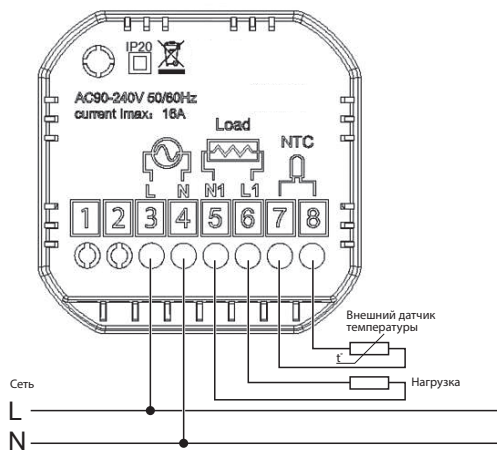 IP20
AC90-240V 50/60Hz
current Imax: 16A
Load
NTC
L N N1 L1
1 2 3 4 5 6 7 8
Внешний датчик
температуры
t°
Сеть
Нагрузка
L
N